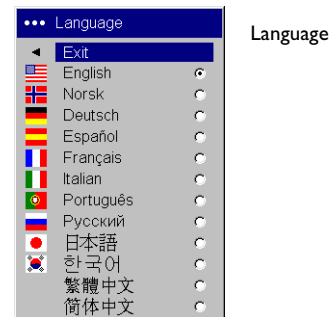 ••• Language
Language
◄ Exit
English
Norsk
Deutsch
Español
Français
Italian
Português
Русский
日本語
한국어
繁體中文
简体中文